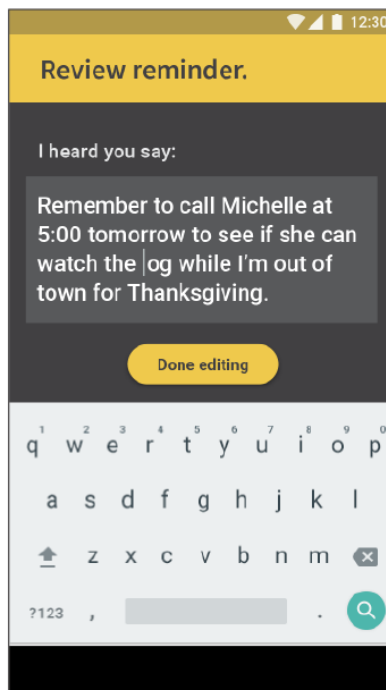 12:30
Review reminder.
I heard you say:
Remember to call Michelle at
5:00 tomorrow to see if she can
watch the og while I’m out of
town for Thanksgiving.
Done editing
1 2 3 4 5 6 7 8 9 0
q w e r t y u i o p
a s d f g h j k l
z x c v b n m
?123 , .